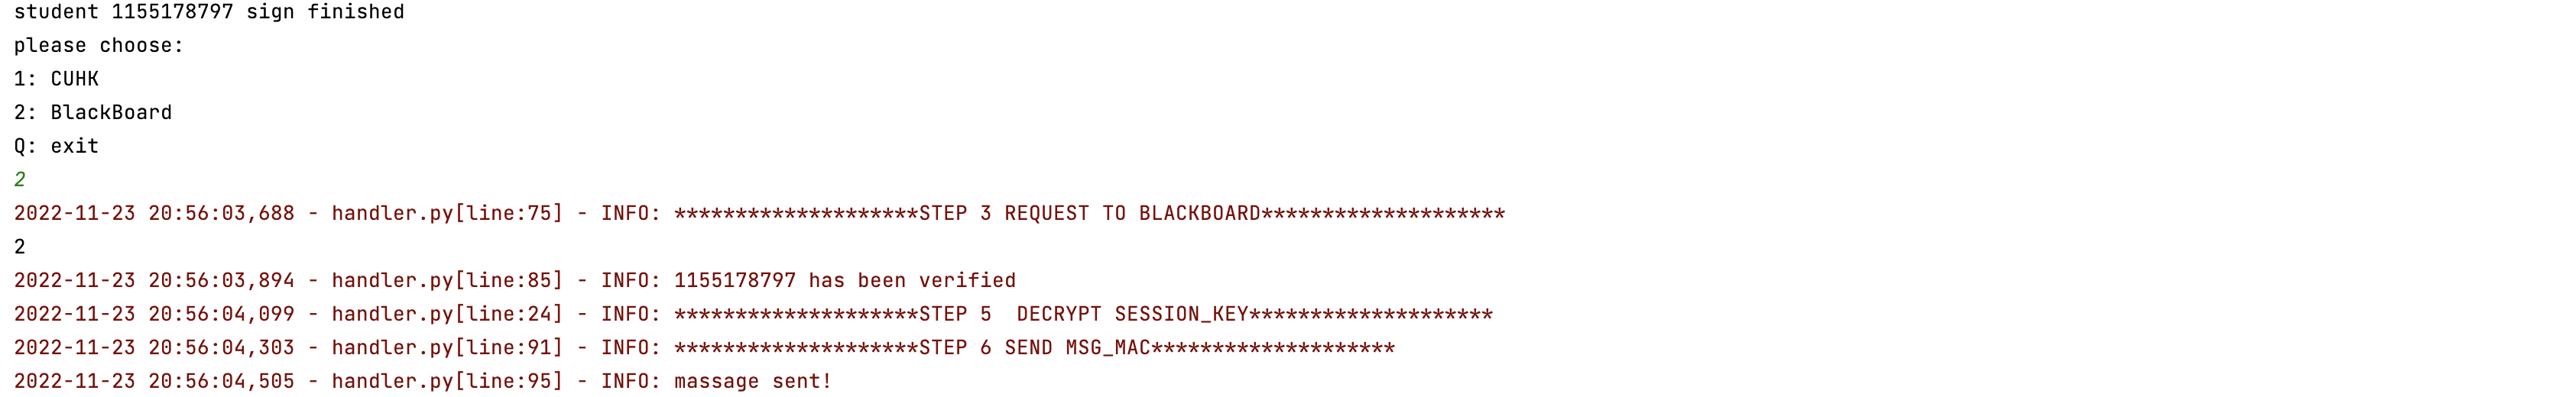 student 1155178797 sign finished
please choose:
1: CUHK
2: BlackBoard
Q: exit
2
2022-11-23 20:56:03,688 - handler.py[line:75] - INFO: ********************STEP 3 REQUEST TO BLACKBOARD********************
2
2022-11-23 20:56:03,894 - handler.py[line:85] - INFO: 1155178797 has been verified
2022-11-23 20:56:04,099 - handler.py[line:24] - INFO: ********************STEP 5  DECRYPT SESSION_KEY********************
2022-11-23 20:56:04,303 - handler.py[line:91] - INFO: ********************STEP 6 SEND MSG_MAC********************
2022-11-23 20:56:04,505 - handler.py[line:95] - INFO: massage sent!